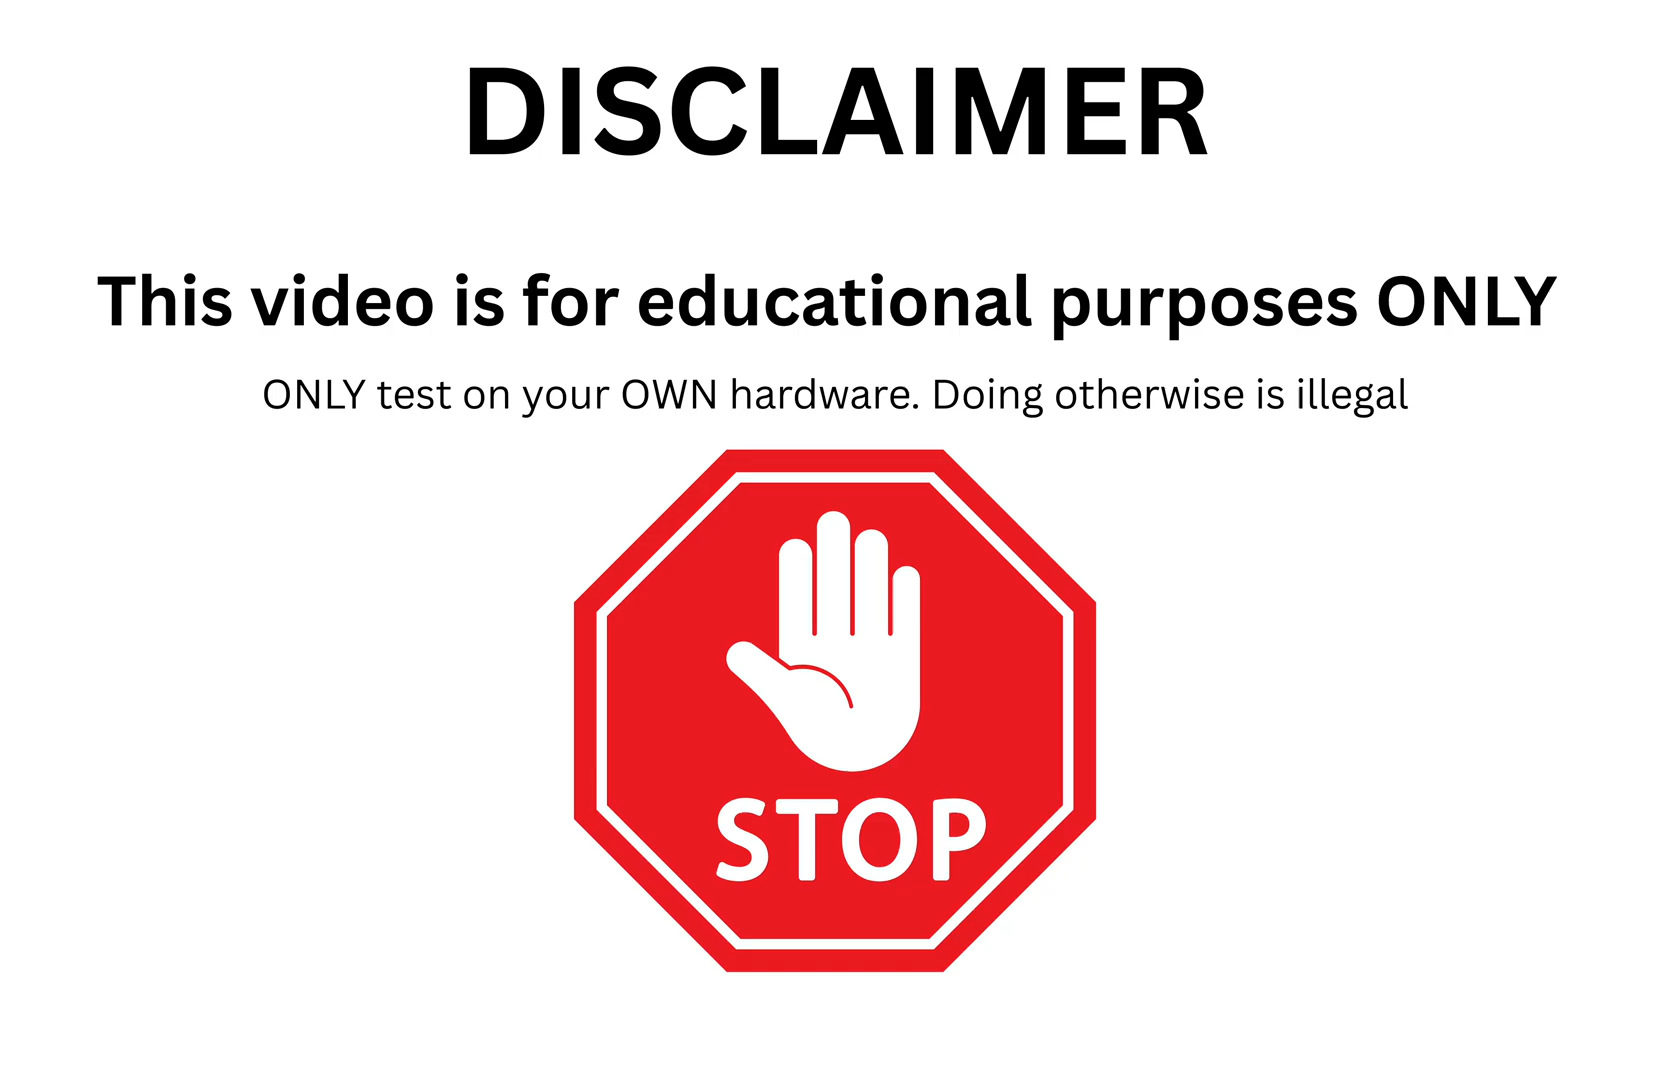 DISCLAIMER
This video is for educational purposes ONLY
ONLY test on your OWN hardware. Doing otherwise is illegal
STOP